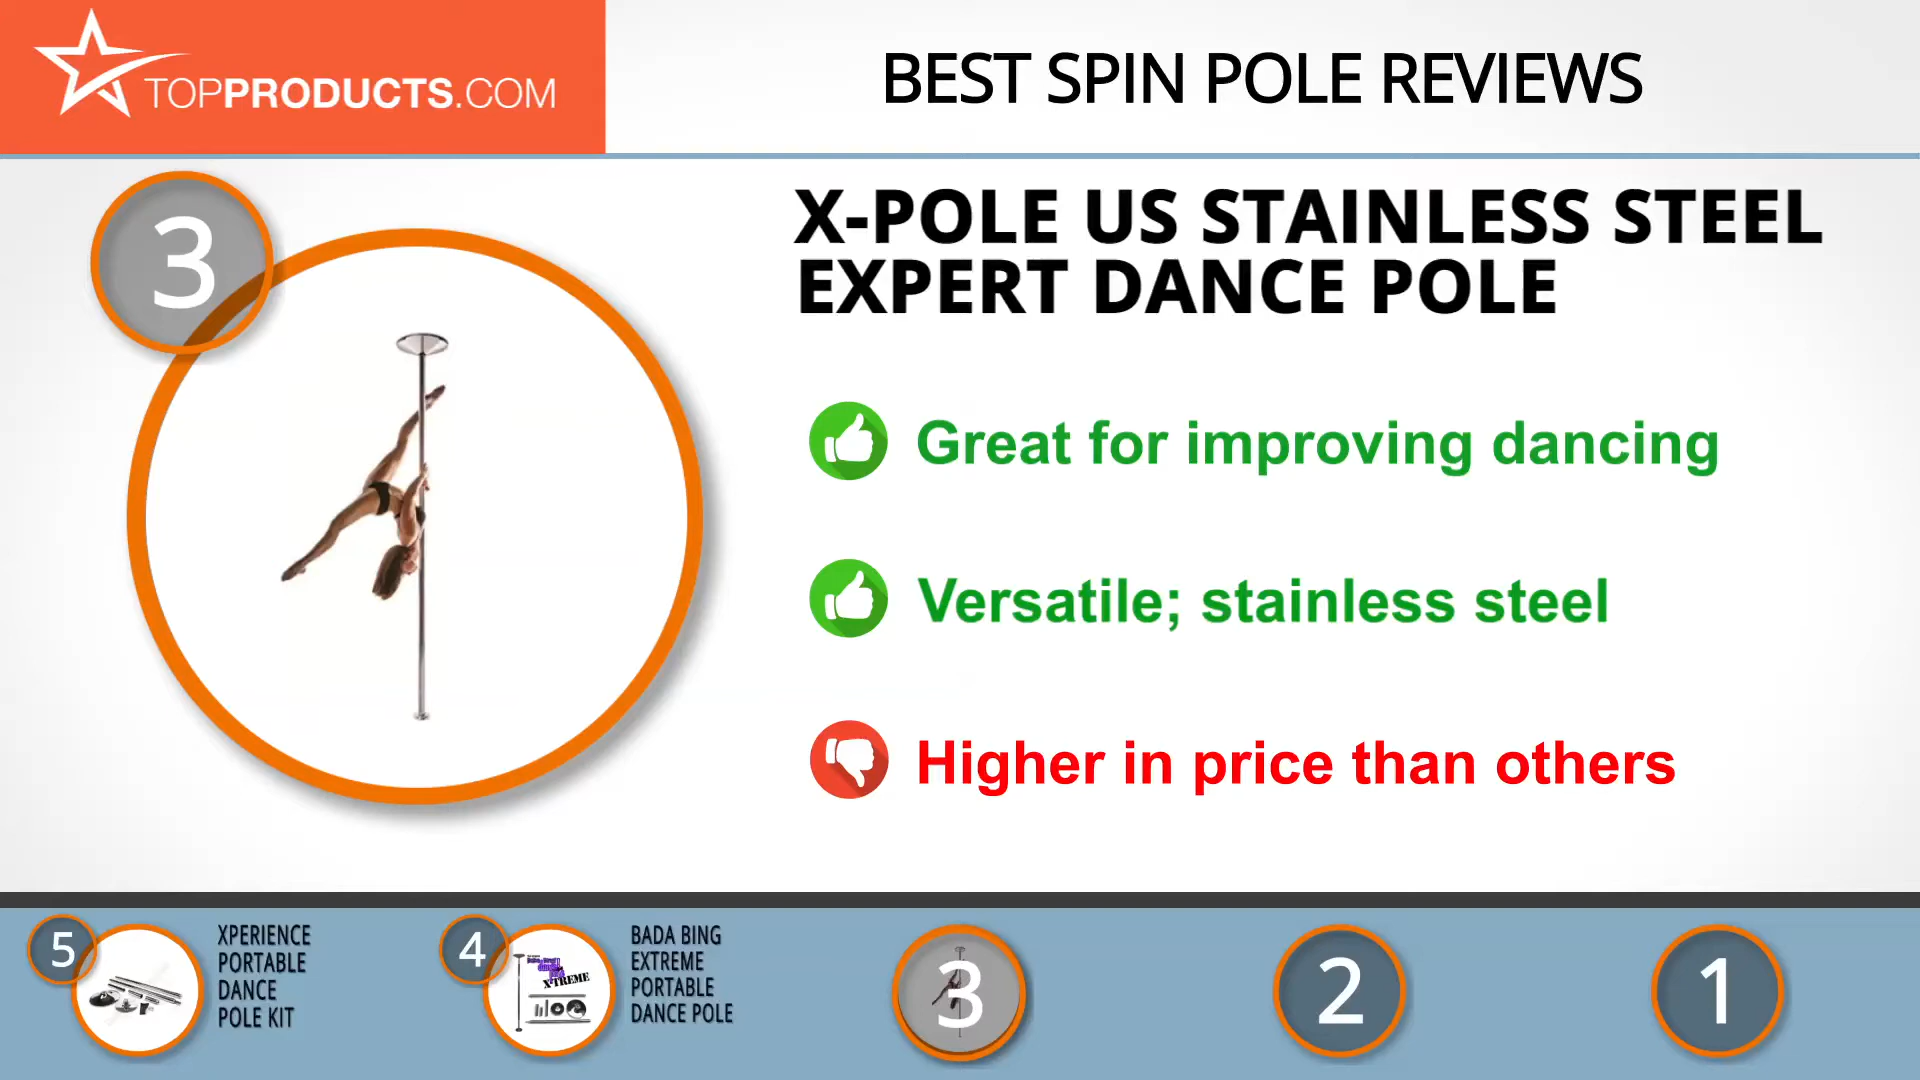 TOPPRODUCTS.COM
BEST SPIN POLE REVIEWS
3
X-POLE US STAINLESS STEEL
EXPERT DANCE POLE
Great for improving dancing
Versatile; stainless steel
Higher in price than others
5
XPERIENCE
PORTABLE
DANCE
POLE KIT
4
X*TREME
BADA BING
EXTREME
PORTABLE
DANCE POLE
3
2
1